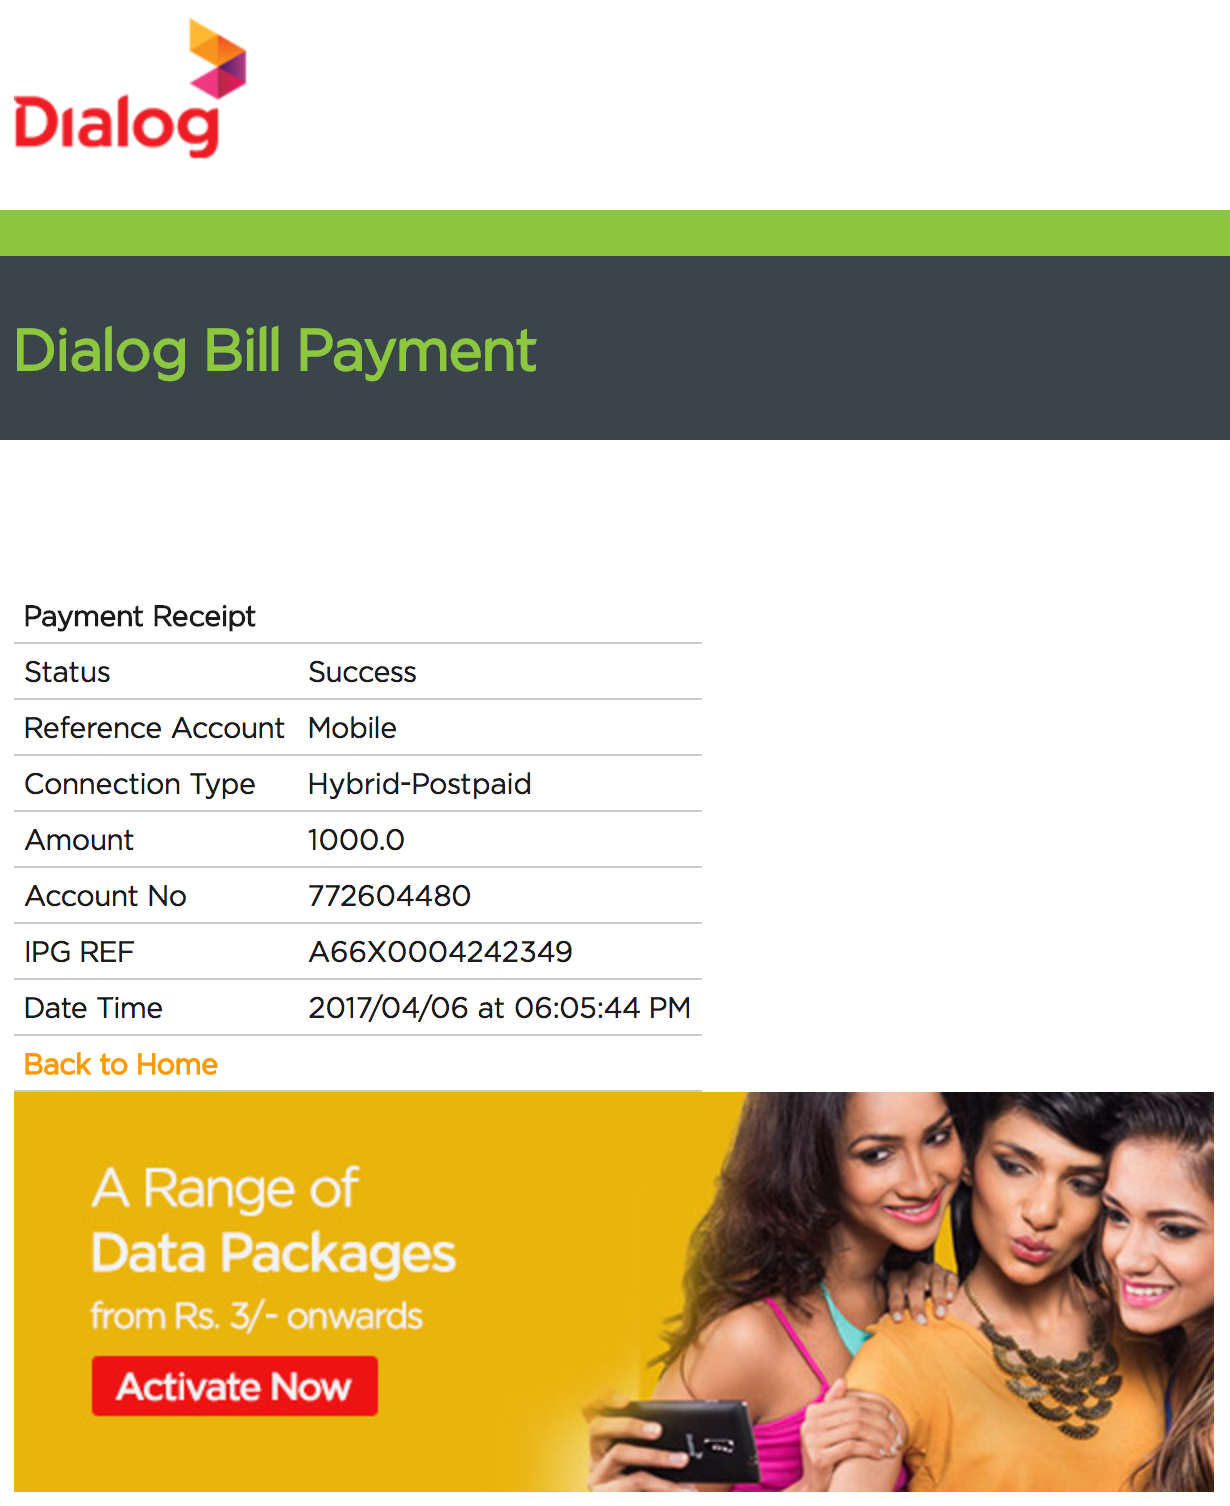 Dialog
Dialog Bill Payment
Payment Receipt
Status Success
Reference Account Mobile
Connection Type Hybrid-Postpaid
Amount 1000.0
Account No 772604480
IPG REF A66X0004242349
Date Time 2017/04/06 at 06:05:44 PM
Back to Home
A Range of
Data Packages
from Rs. 3/- onwards
Activate Now